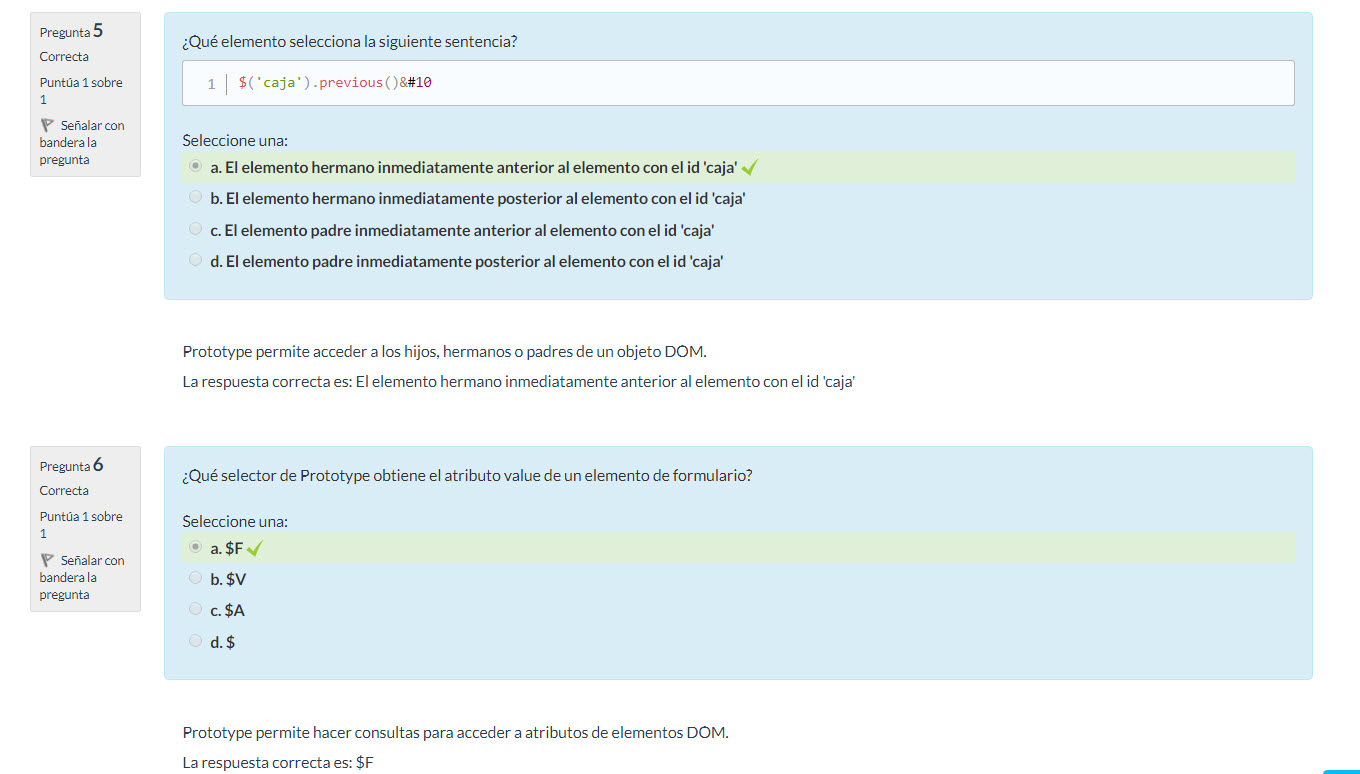 Pregunta 5
Correcta
Puntúa 1 sobre
1
Señalar con
bandera la
pregunta
¿Qué elemento selecciona la siguiente sentencia?
1 $('caja').previous()&#10
Seleccione una:
a. El elemento hermano inmediatamente anterior al elemento con el id 'caja'
b. El elemento hermano inmediatamente posterior al elemento con el id 'caja'
c. El elemento padre inmediatamente anterior al elemento con el id 'caja'
d. El elemento padre inmediatamente posterior al elemento con el id 'caja'
Prototype permite acceder a los hijos, hermanos o padres de un objeto DOM.
La respuesta correcta es: El elemento hermano inmediatamente anterior al elemento con el id 'caja'
Pregunta 6
Correcta
Puntúa 1 sobre
1
Señalar con
bandera la
pregunta
¿Qué selector de Prototype obtiene el atributo value de un elemento de formulario?
Seleccione una:
a. $F
b. $V
c. $A
d. $
Prototype permite hacer consultas para acceder a atributos de elementos DOM.
La respuesta correcta es: $F